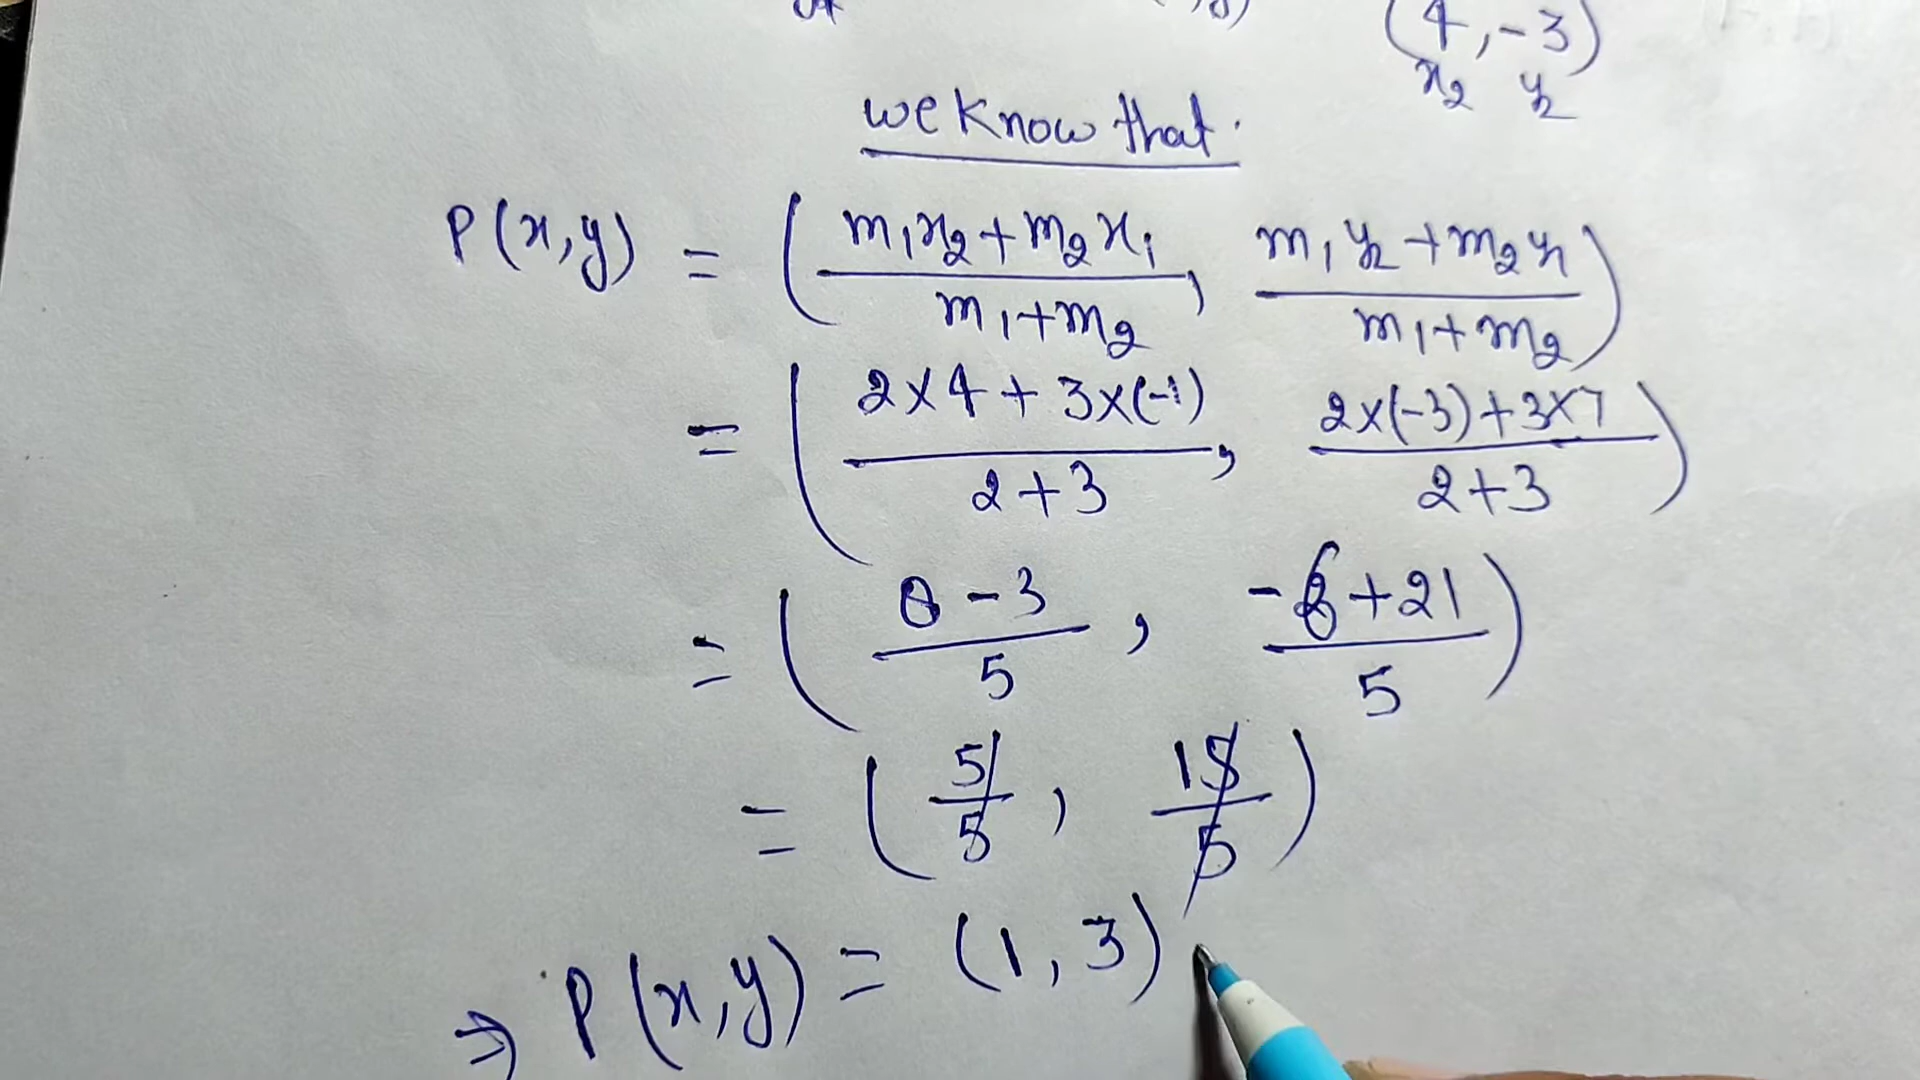 (4, -3)
x₂ y₂
we know that.
P(x,y) = ( (m₁x₂+m₂x₁)/(m₁+m₂), (m₁y₂+m₂y₁)/(m₁+m₂) )
= ( (2×4+3×(-1))/(2+3), (2×(-3)+3×7)/(2+3) )
= ( (8-3)/5, (-6+21)/5 )
= ( 5/5, 15/5 )
⇒ P(x,y) = (1,3)